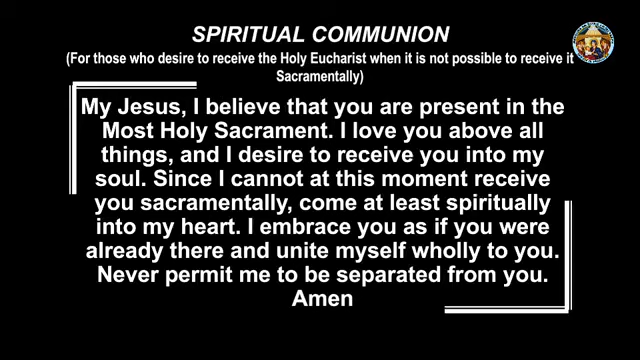 SPIRITUAL COMMUNION
(For those who desire to receive the Holy Eucharist when it is not possible to receive it
Sacramentally)
My Jesus, I believe that you are present in the
Most Holy Sacrament. I love you above all
things, and I desire to receive you into my
soul. Since I cannot at this moment receive
you sacramentally, come at least spiritually
into my heart. I embrace you as if you were
already there and unite myself wholly to you.
Never permit me to be separated from you.
Amen